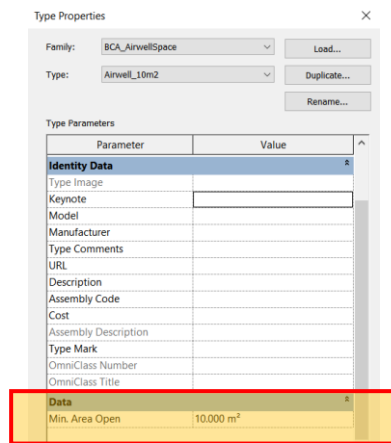 Type Properties
Family: BCA_AirwellSpace Load...
Type: Airwell_10m2 Duplicate...
Rename...
Type Parameters
Parameter Value
Identity Data
Type Image
Keynote
Model
Manufacturer
Type Comments
URL
Description
Assembly Code
Cost
Assembly Description
Type Mark
OmniClass Number
OmniClass Title
Data
Min. Area Open 10.000 m²